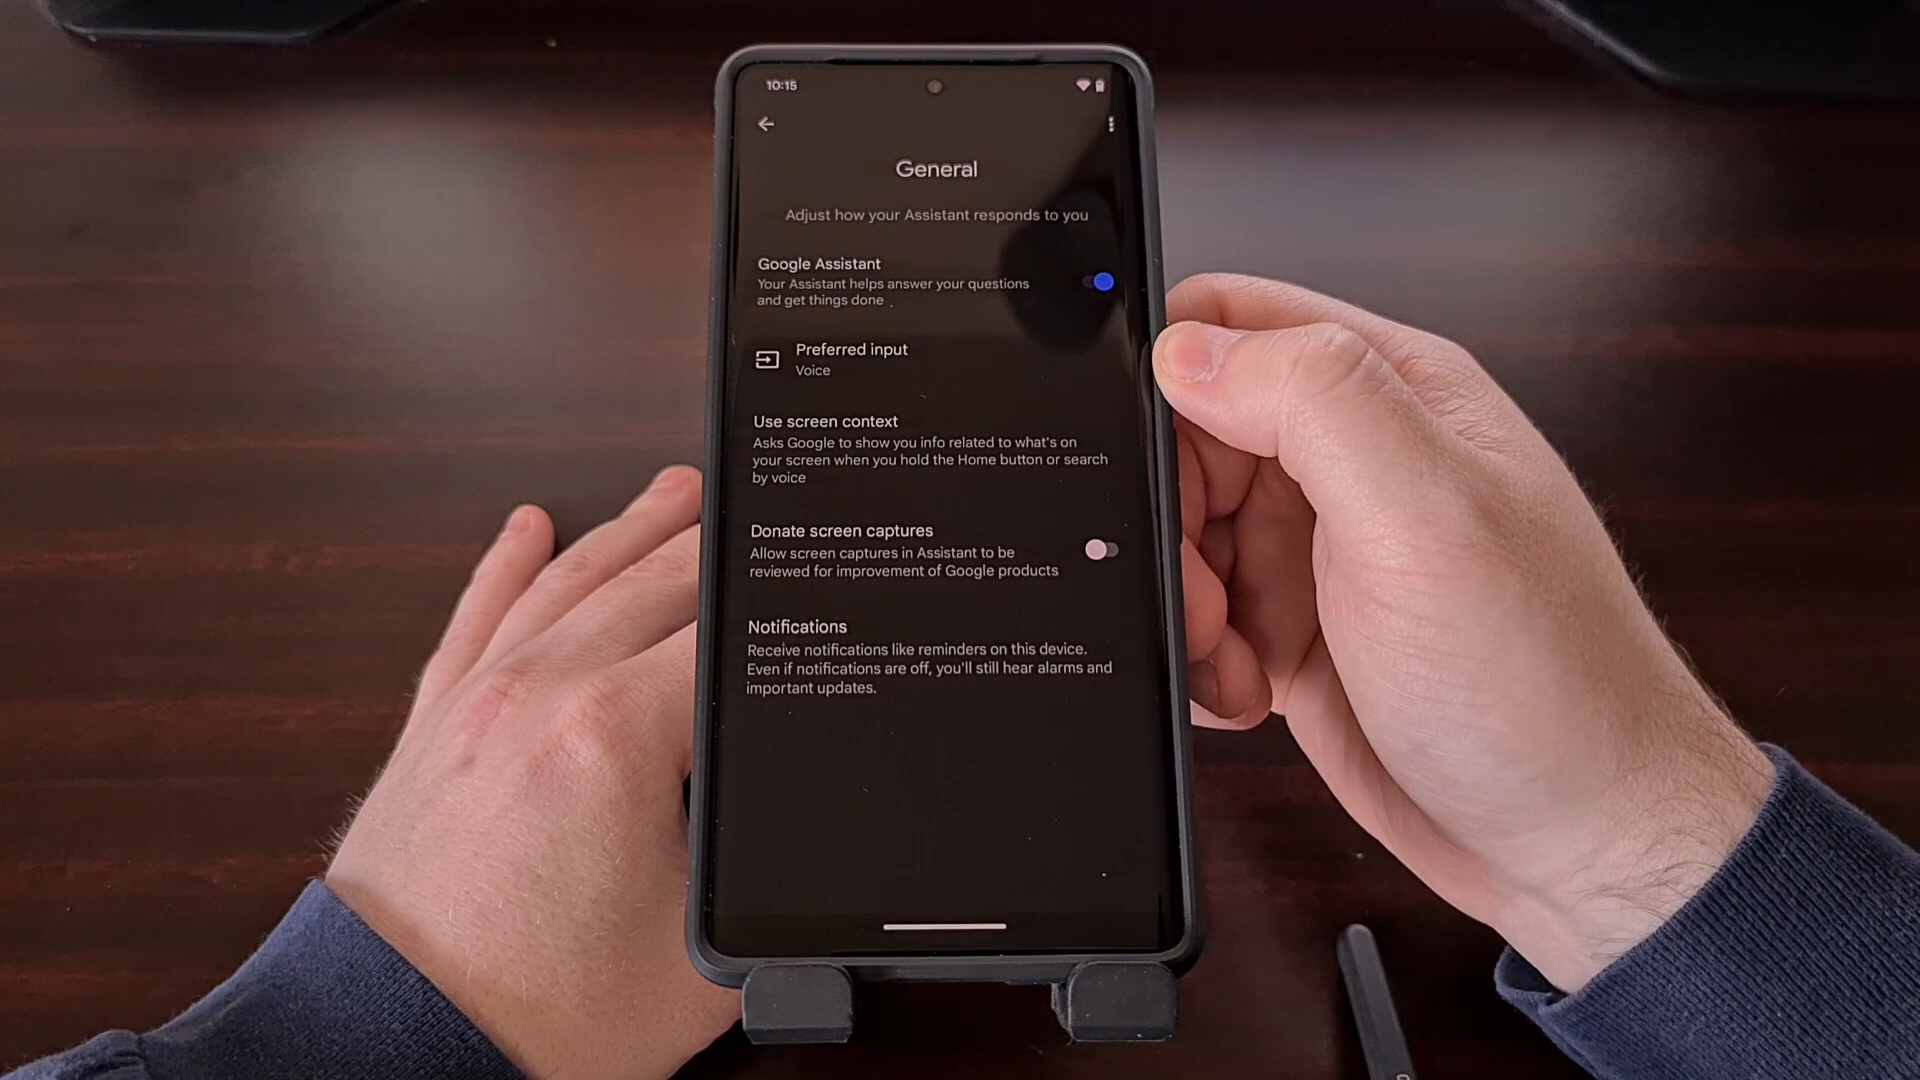 10:15
General
Adjust how your Assistant responds to you
Google Assistant
Your Assistant helps answer your questions
and get things done
Preferred input
Voice
Use screen context
Asks Google to show you info related to what's on
your screen when you hold the Home button or search
by voice
Donate screen captures
Allow screen captures in Assistant to be
reviewed for improvement of Google products
Notifications
Receive notifications like reminders on this device.
Even if notifications are off, you'll still hear alarms and
important updates.